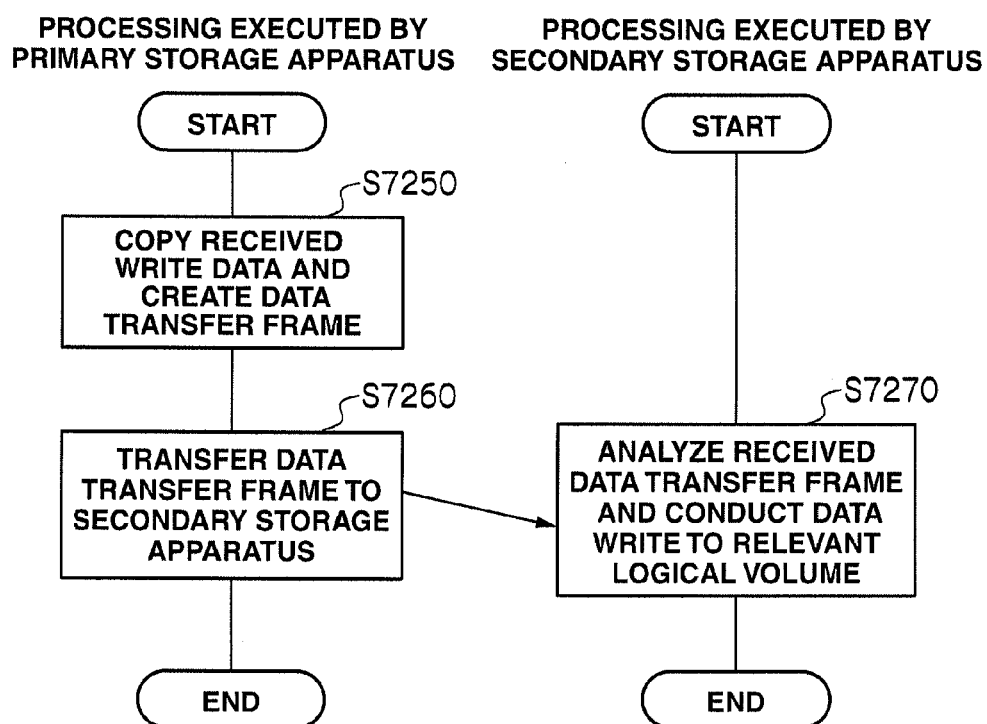 PROCESSING EXECUTED BY
PRIMARY STORAGE APPARATUS
START
S7250
COPY RECEIVED
WRITE DATA AND
CREATE DATA
TRANSFER FRAME
S7260
TRANSFER DATA
TRANSFER FRAME TO
SECONDARY STORAGE
APPARATUS
END
PROCESSING EXECUTED BY
SECONDARY STORAGE APPARATUS
START
S7270
ANALYZE RECEIVED
DATA TRANSFER FRAME
AND CONDUCT DATA
WRITE TO RELEVANT
LOGICAL VOLUME
END